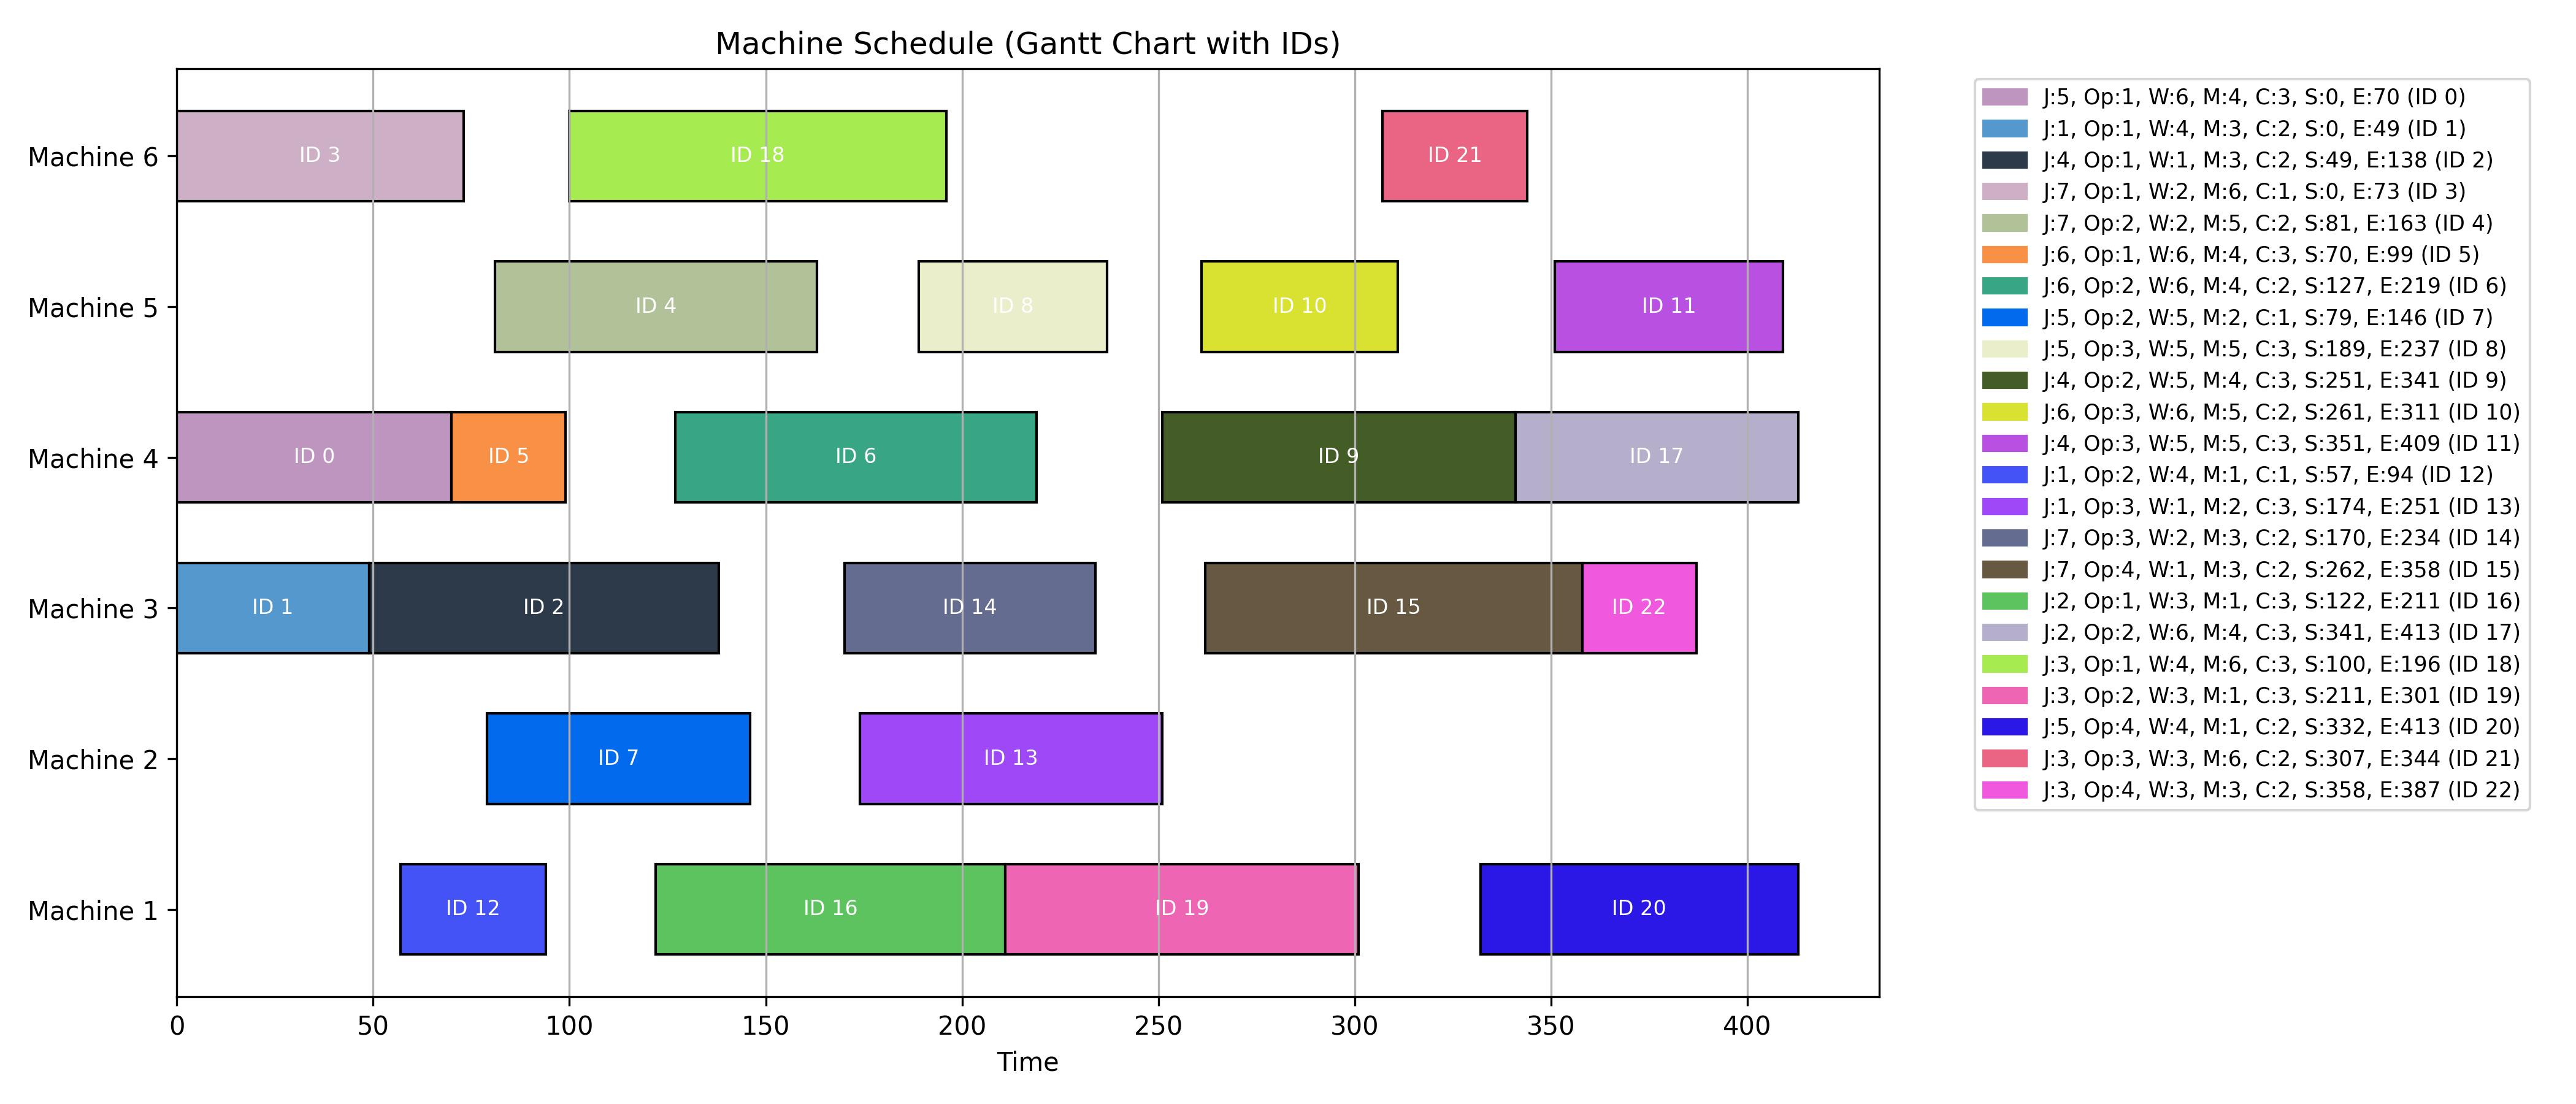 Machine Schedule (Gantt Chart with IDs)
Machine 6
ID 3
ID 18
ID 21
Machine 5
ID 4
ID 8
ID 10
ID 11
Machine 4
ID 0
ID 5
ID 6
ID 9
ID 17
Machine 3
ID 1
ID 2
ID 14
ID 15
ID 22
Machine 2
ID 7
ID 13
Machine 1
ID 12
ID 16
ID 19
ID 20
0 50 100 150 200 250 300 350 400
Time
J:5, Op:1, W:6, M:4, C:3, S:0, E:70 (ID 0)
J:1, Op:1, W:4, M:3, C:2, S:0, E:49 (ID 1)
J:4, Op:1, W:1, M:3, C:2, S:49, E:138 (ID 2)
J:7, Op:1, W:2, M:6, C:1, S:0, E:73 (ID 3)
J:7, Op:2, W:2, M:5, C:2, S:81, E:163 (ID 4)
J:6, Op:1, W:6, M:4, C:3, S:70, E:99 (ID 5)
J:6, Op:2, W:6, M:4, C:2, S:127, E:219 (ID 6)
J:5, Op:2, W:5, M:2, C:1, S:79, E:146 (ID 7)
J:5, Op:3, W:5, M:5, C:3, S:189, E:237 (ID 8)
J:4, Op:2, W:5, M:4, C:3, S:251, E:341 (ID 9)
J:6, Op:3, W:6, M:5, C:2, S:261, E:311 (ID 10)
J:4, Op:3, W:5, M:5, C:3, S:351, E:409 (ID 11)
J:1, Op:2, W:4, M:1, C:1, S:57, E:94 (ID 12)
J:1, Op:3, W:1, M:2, C:3, S:174, E:251 (ID 13)
J:7, Op:3, W:2, M:3, C:2, S:170, E:234 (ID 14)
J:7, Op:4, W:1, M:3, C:2, S:262, E:358 (ID 15)
J:2, Op:1, W:3, M:1, C:3, S:122, E:211 (ID 16)
J:2, Op:2, W:6, M:4, C:3, S:341, E:413 (ID 17)
J:3, Op:1, W:4, M:6, C:3, S:100, E:196 (ID 18)
J:3, Op:2, W:3, M:1, C:3, S:211, E:301 (ID 19)
J:5, Op:4, W:4, M:1, C:2, S:332, E:413 (ID 20)
J:3, Op:3, W:3, M:6, C:2, S:307, E:344 (ID 21)
J:3, Op:4, W:3, M:3, C:2, S:358, E:387 (ID 22)